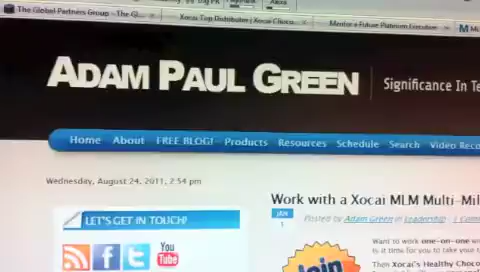 The Global Partners Group - The Gl...
Xocai Top Distributor | Xocai Choco...
Mentor a Future Platinum Executive
ADAM PAUL GREEN
Significance In Te
Home About FREE BLOG! Products Resources Schedule Search Video Reco
Wednesday, August 24, 2011, 2:54 pm
Work with a Xocai MLM Multi-Mil
JAN
1
Posted by Adam Green in Leadership
LET'S GET IN TOUCH!
You
Tube
Want to work one-on-one wi
is it time for you to take your t
Then Xocai's Healthy Choco
Join